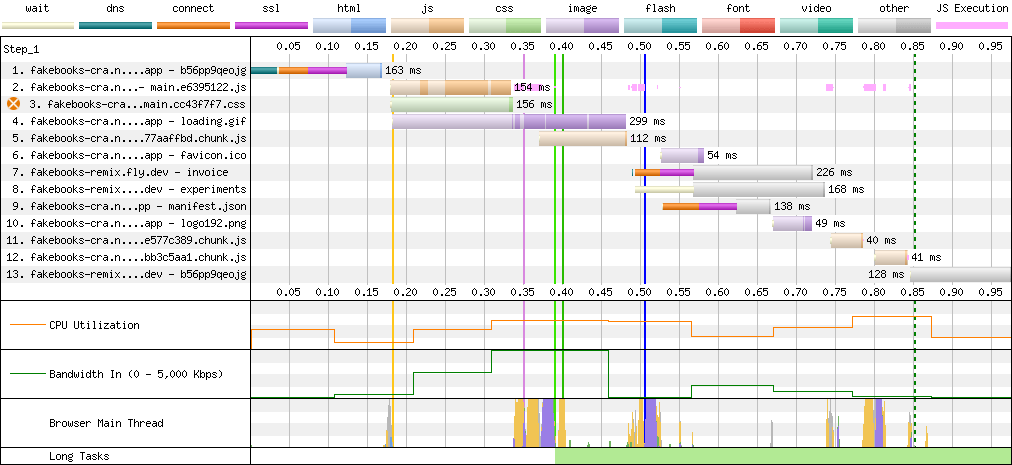 wait dns connect ssl html js css image flash font video other JS Execution
Step_1 0.05 0.10 0.15 0.20 0.25 0.30 0.35 0.40 0.45 0.50 0.55 0.60 0.65 0.70 0.75 0.80 0.85 0.90 0.95
1. fakebooks-cra.n....app - b56pp9qeojg 163 ms
2. fakebooks-cra.n...- main.e6395122.js 154 ms
3. fakebooks-cra...main.cc43f7f7.css 156 ms
4. fakebooks-cra.n....app - loading.gif 299 ms
5. fakebooks-cra.n....77aaffbd.chunk.js 112 ms
6. fakebooks-cra.n....app - favicon.ico 54 ms
7. fakebooks-remix.fly.dev - invoice 226 ms
8. fakebooks-remix....dev - experiments 168 ms
9. fakebooks-cra.n...pp - manifest.json 138 ms
10. fakebooks-cra.n....app - logo192.png 49 ms
11. fakebooks-cra.n....e577c389.chunk.js 40 ms
12. fakebooks-cra.n....bb3c5aa1.chunk.js 41 ms
13. fakebooks-remix....dev - b56pp9qeojg 128 ms
0.05 0.10 0.15 0.20 0.25 0.30 0.35 0.40 0.45 0.50 0.55 0.60 0.65 0.70 0.75 0.80 0.85 0.90 0.95
CPU Utilization
Bandwidth In (0 - 5,000 Kbps)
Browser Main Thread
Long Tasks